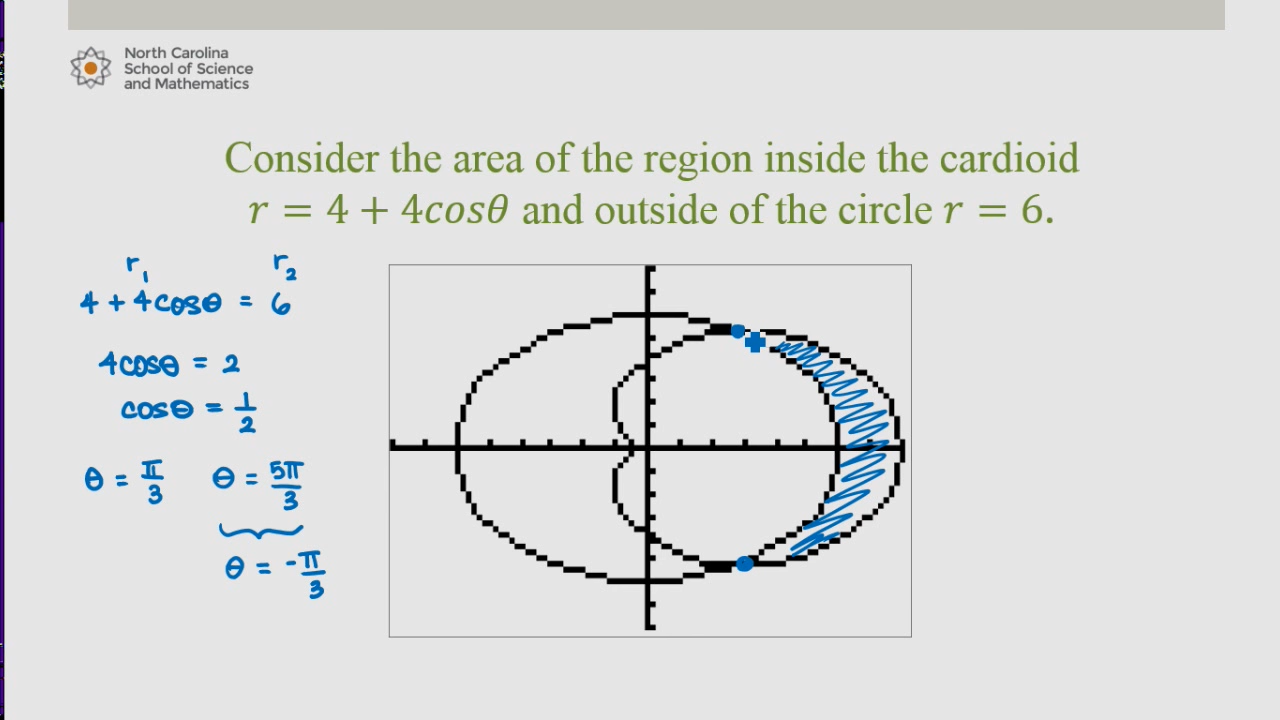 North Carolina
School of Science
and Mathematics
Consider the area of the region inside the cardioid
r = 4 + 4cosθ and outside of the circle r = 6.
r₁ r₂
4 + 4cosθ = 6
4cosθ = 2
cosθ = 1/2
θ = π/3 θ = 5π/3
θ = -π/3